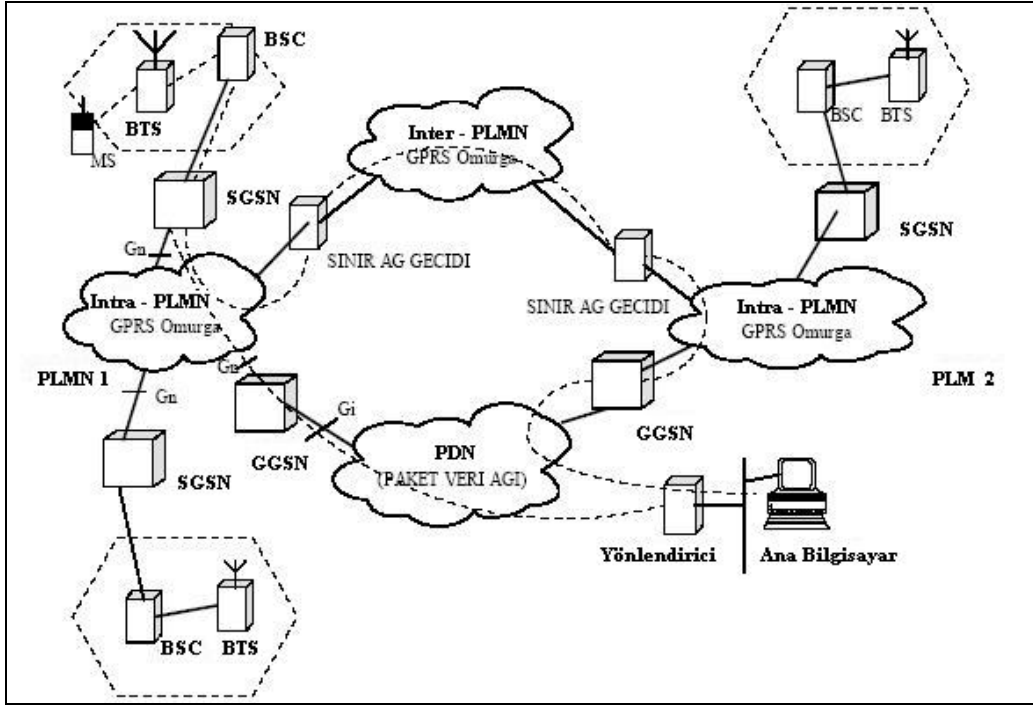 BSC
BTS
MS
SGSN
Gn
Inter - PLMN
GPRS Omurga
BSC
BTS
SGSN
SINIR AG GECIDI
SINIR AG GECIDI
Intra - PLMN
GPRS Omurga
Intra - PLMN
GPRS Omurga
PLMN 1
Gn
Gn
PLM 2
Gi
GGSN
GGSN
PDN
(PAKET VERI AGI)
SGSN
Yönlendirici
Ana Bilgisayar
BSC
BTS